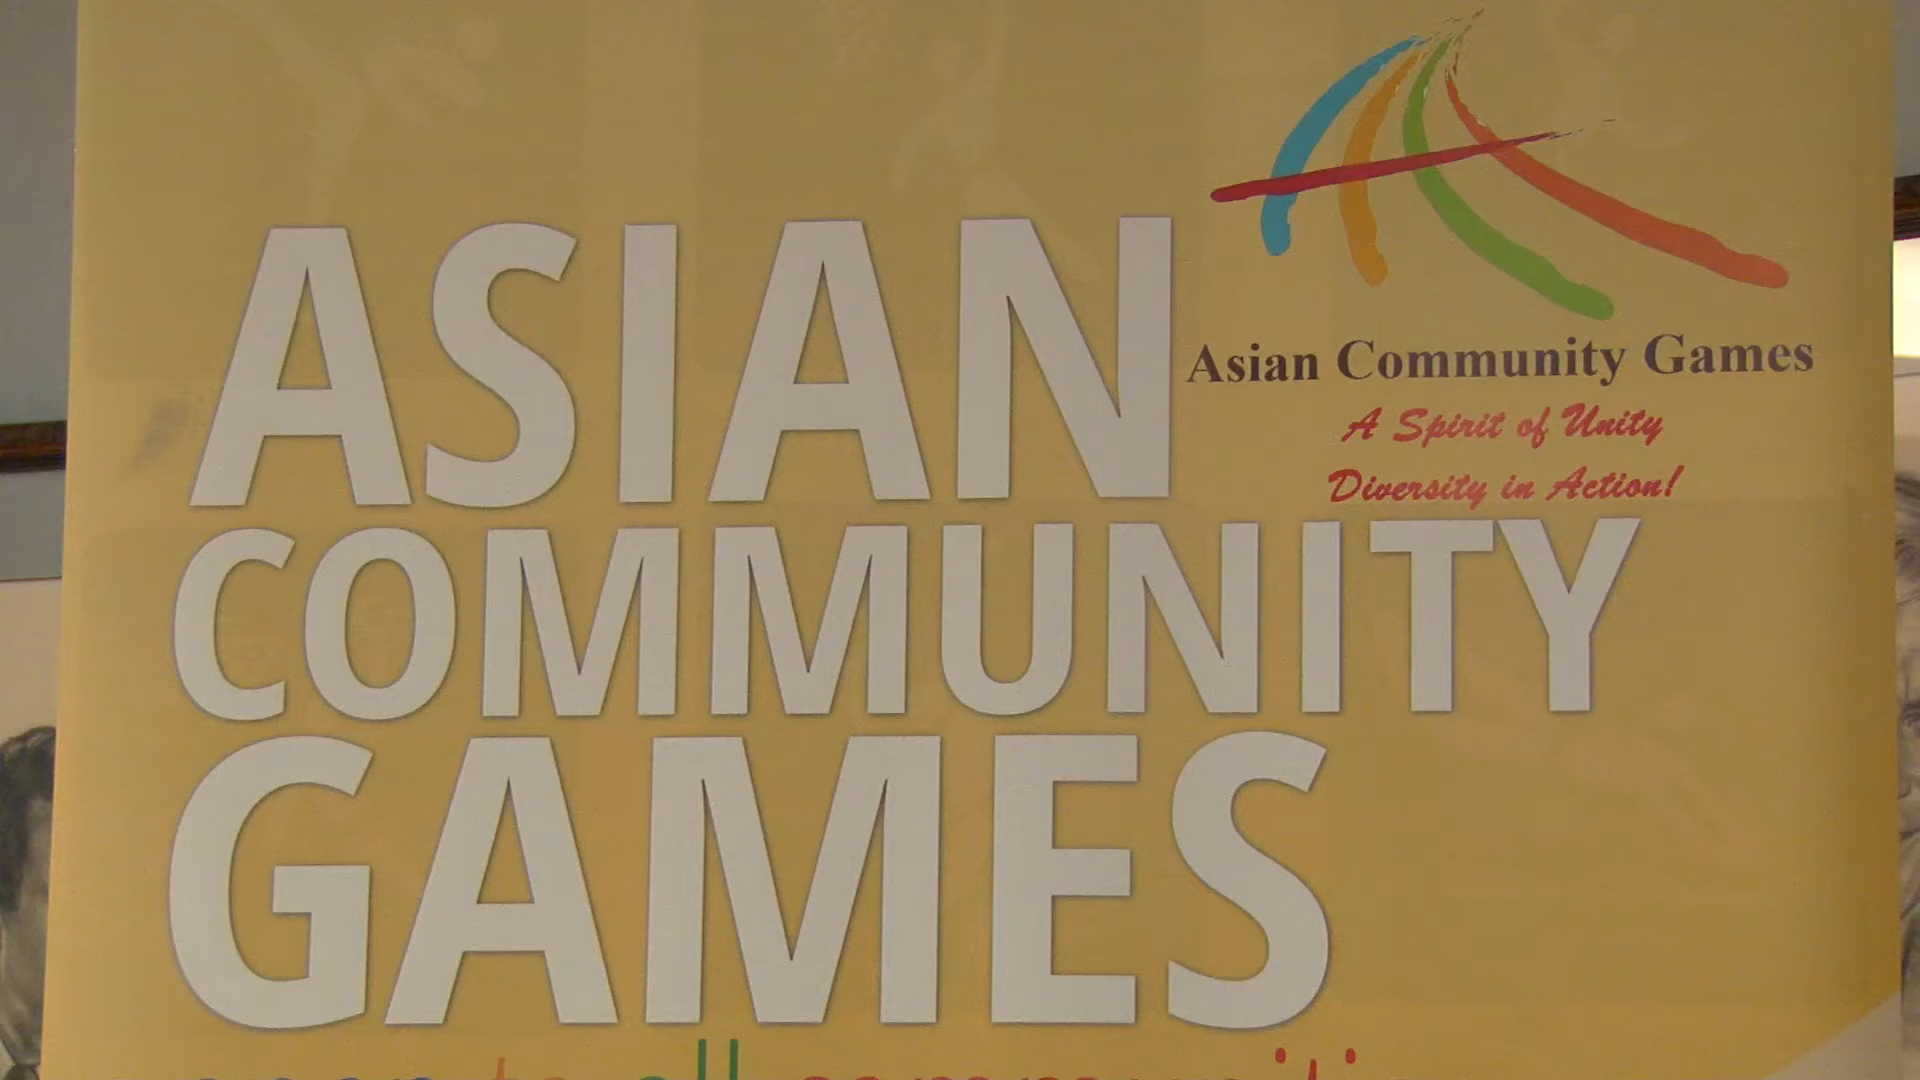 ASIAN
COMMUNITY
GAMES
Asian Community Games
A Spirit of Unity
Diversity in Action!